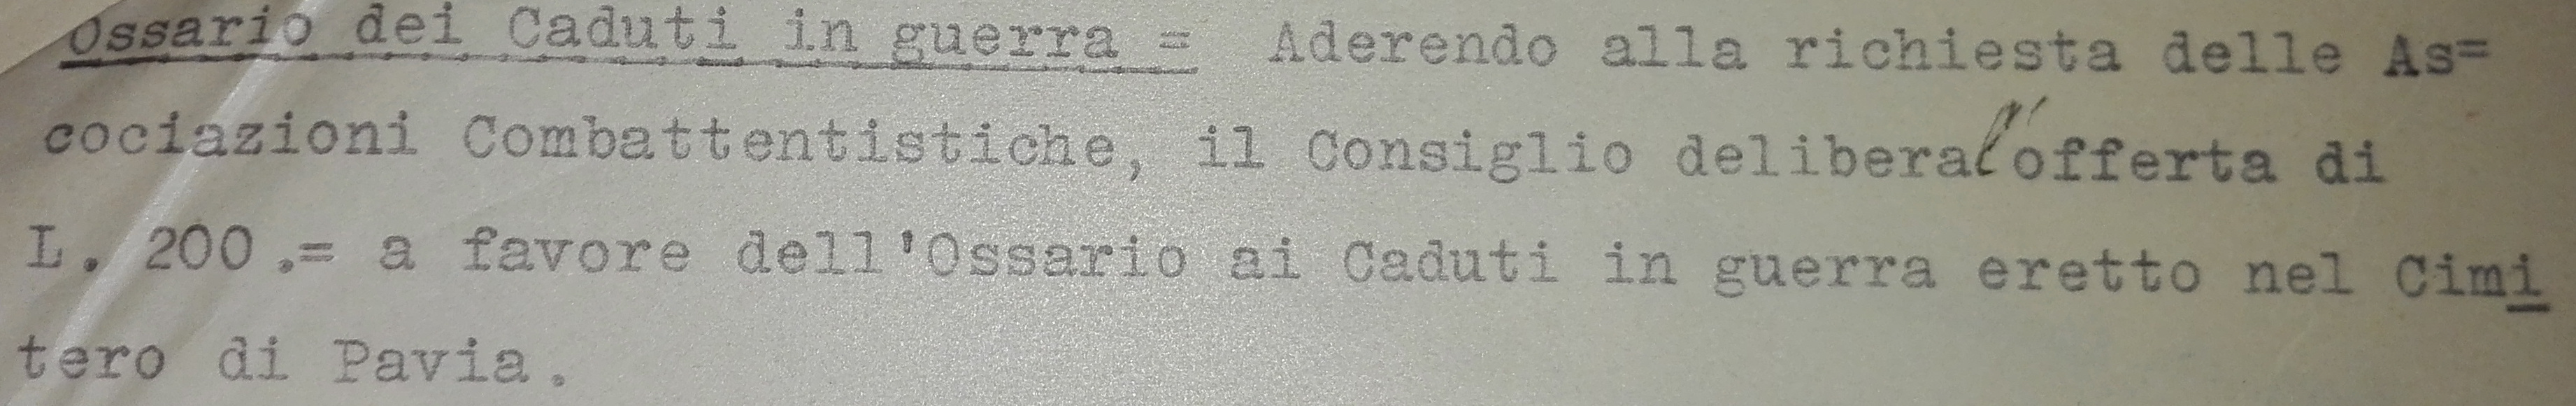 Ossario dei Caduti in guerra = Aderendo alla richiesta delle As=
cociazioni Combattentistiche, il Consiglio delibera l'offerta di
L. 200.= a favore dell'Ossario ai Caduti in guerra eretto nel Cimi
tero di Pavia.